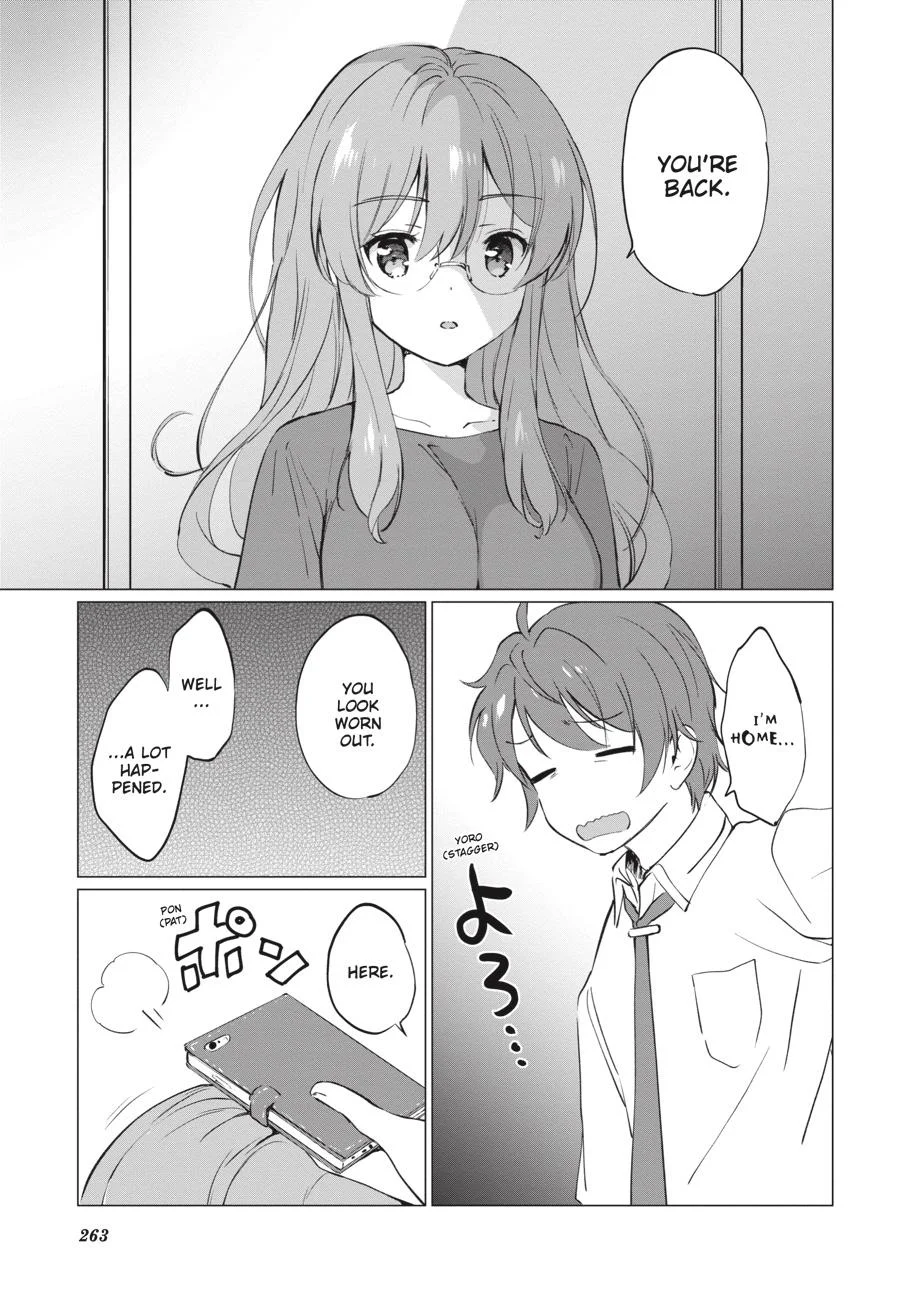 YOU'RE
BACK.
I'M
HOME...
YORO
(STAGGER)
よろ...
YOU
LOOK
WORN
OUT.
WELL
...
...A LOT
HAP-
PENED.
HERE.
PON
(PAT)
ポン
263